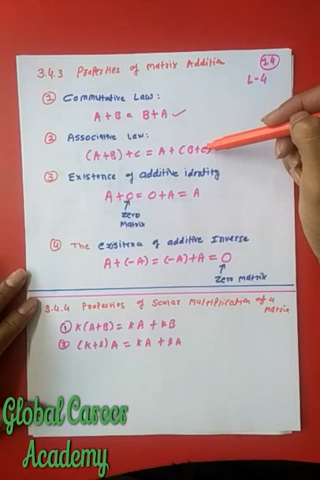 3.4.3 Properties of Matrix Addition
14
L-4
① Commutative Law:
A+B = B+A ✓
② Associative Law:
(A+B)+C = A+(B+C)
③ Existence of additive identity
A+O = O+A = A
Zero
Matrix
④ The existence of additive Inverse
A+(-A) = (-A)+A = O
Zero Matrix
3.4.4 Properties of Scalar Multiplication of a
Matrix
① K(A+B) = KA + KB
② (K+l)A = KA + lA
Global Career
Academy